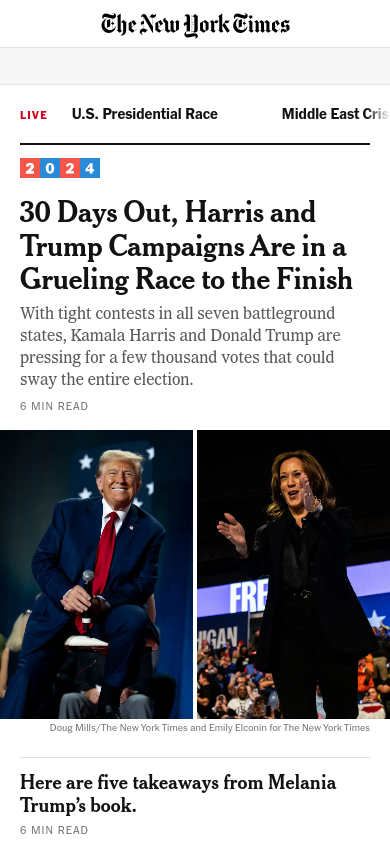 The New York Times
LIVE U.S. Presidential Race Middle East Cris
2024
30 Days Out, Harris and
Trump Campaigns Are in a
Grueling Race to the Finish
With tight contests in all seven battleground
states, Kamala Harris and Donald Trump are
pressing for a few thousand votes that could
sway the entire election.
6 MIN READ
FRE
IGAN
Doug Mills/The New York Times and Emily Elconin for The New York Times
Here are five takeaways from Melania
Trump’s book.
6 MIN READ